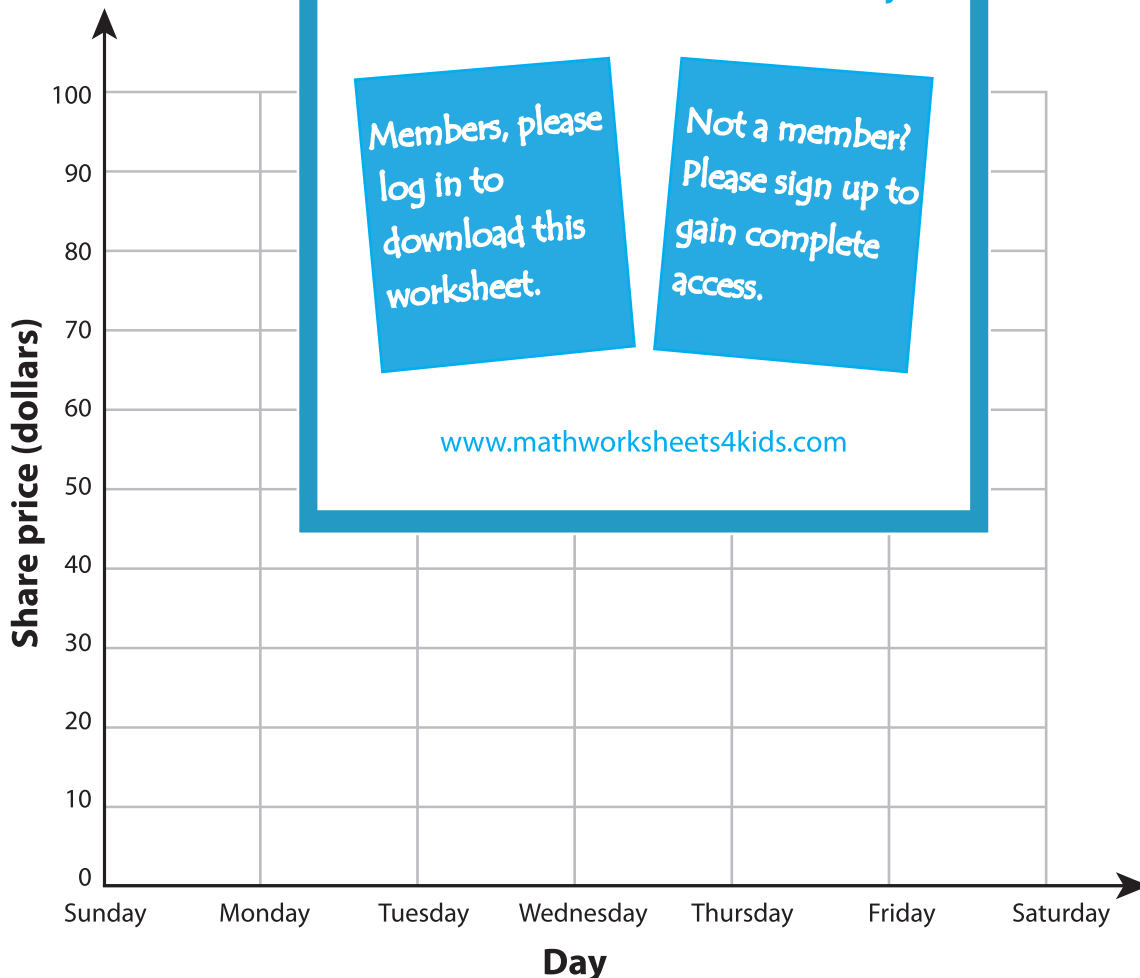 Members, please
log in to
download this
worksheet.
Not a member?
Please sign up to
gain complete
access.
www.mathworksheets4kids.com
Share price (dollars)
100
90
80
70
60
50
40
30
20
10
0
Sunday Monday Tuesday Wednesday Thursday Friday Saturday
Day